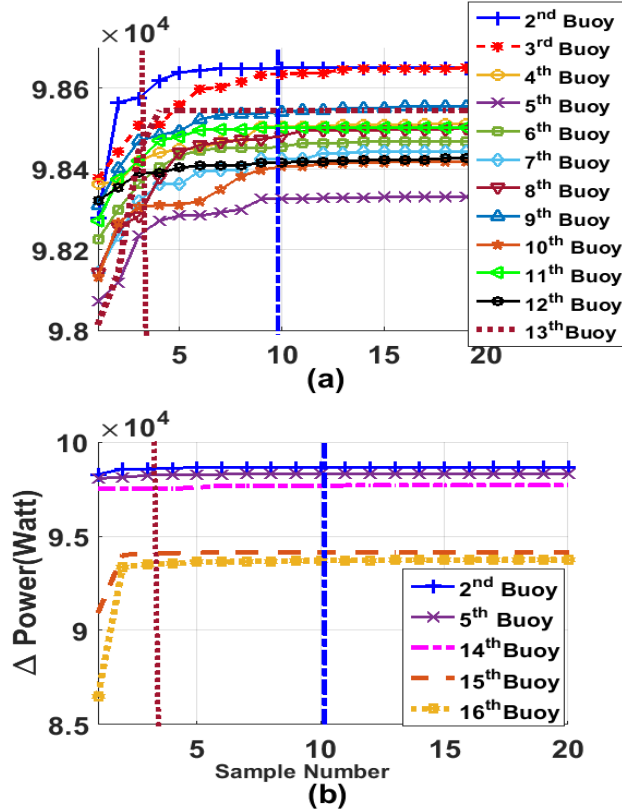 × 10⁴
9.86
9.84
9.82
9.8
5
10
15
20
2ⁿᵈ Buoy
3ʳᵈ Buoy
4ᵗʰ Buoy
5ᵗʰ Buoy
6ᵗʰ Buoy
7ᵗʰ Buoy
8ᵗʰ Buoy
9ᵗʰ Buoy
10ᵗʰ Buoy
11ᵗʰ Buoy
12ᵗʰ Buoy
13ᵗʰBuoy
(a)
× 10⁴
10
9.5
9
8.5
Δ Power(Watt)
2ⁿᵈ Buoy
5ᵗʰ Buoy
14ᵗʰBuoy
15ᵗʰBuoy
16ᵗʰBuoy
5
10
15
20
Sample Number
(b)